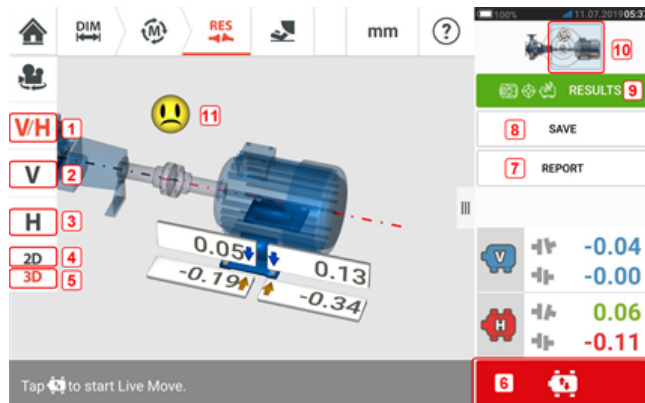 DIM
M
RES
mm
?
100%
11.07.2019 05:37
10
V/H
1
11
RESULTS
9
8
SAVE
V
2
7
REPORT
H
3
2D
4
3D
5
0.05
0.13
-0.19
-0.34
V
-0.04
-0.00
H
0.06
-0.11
Tap to start Live Move.
6